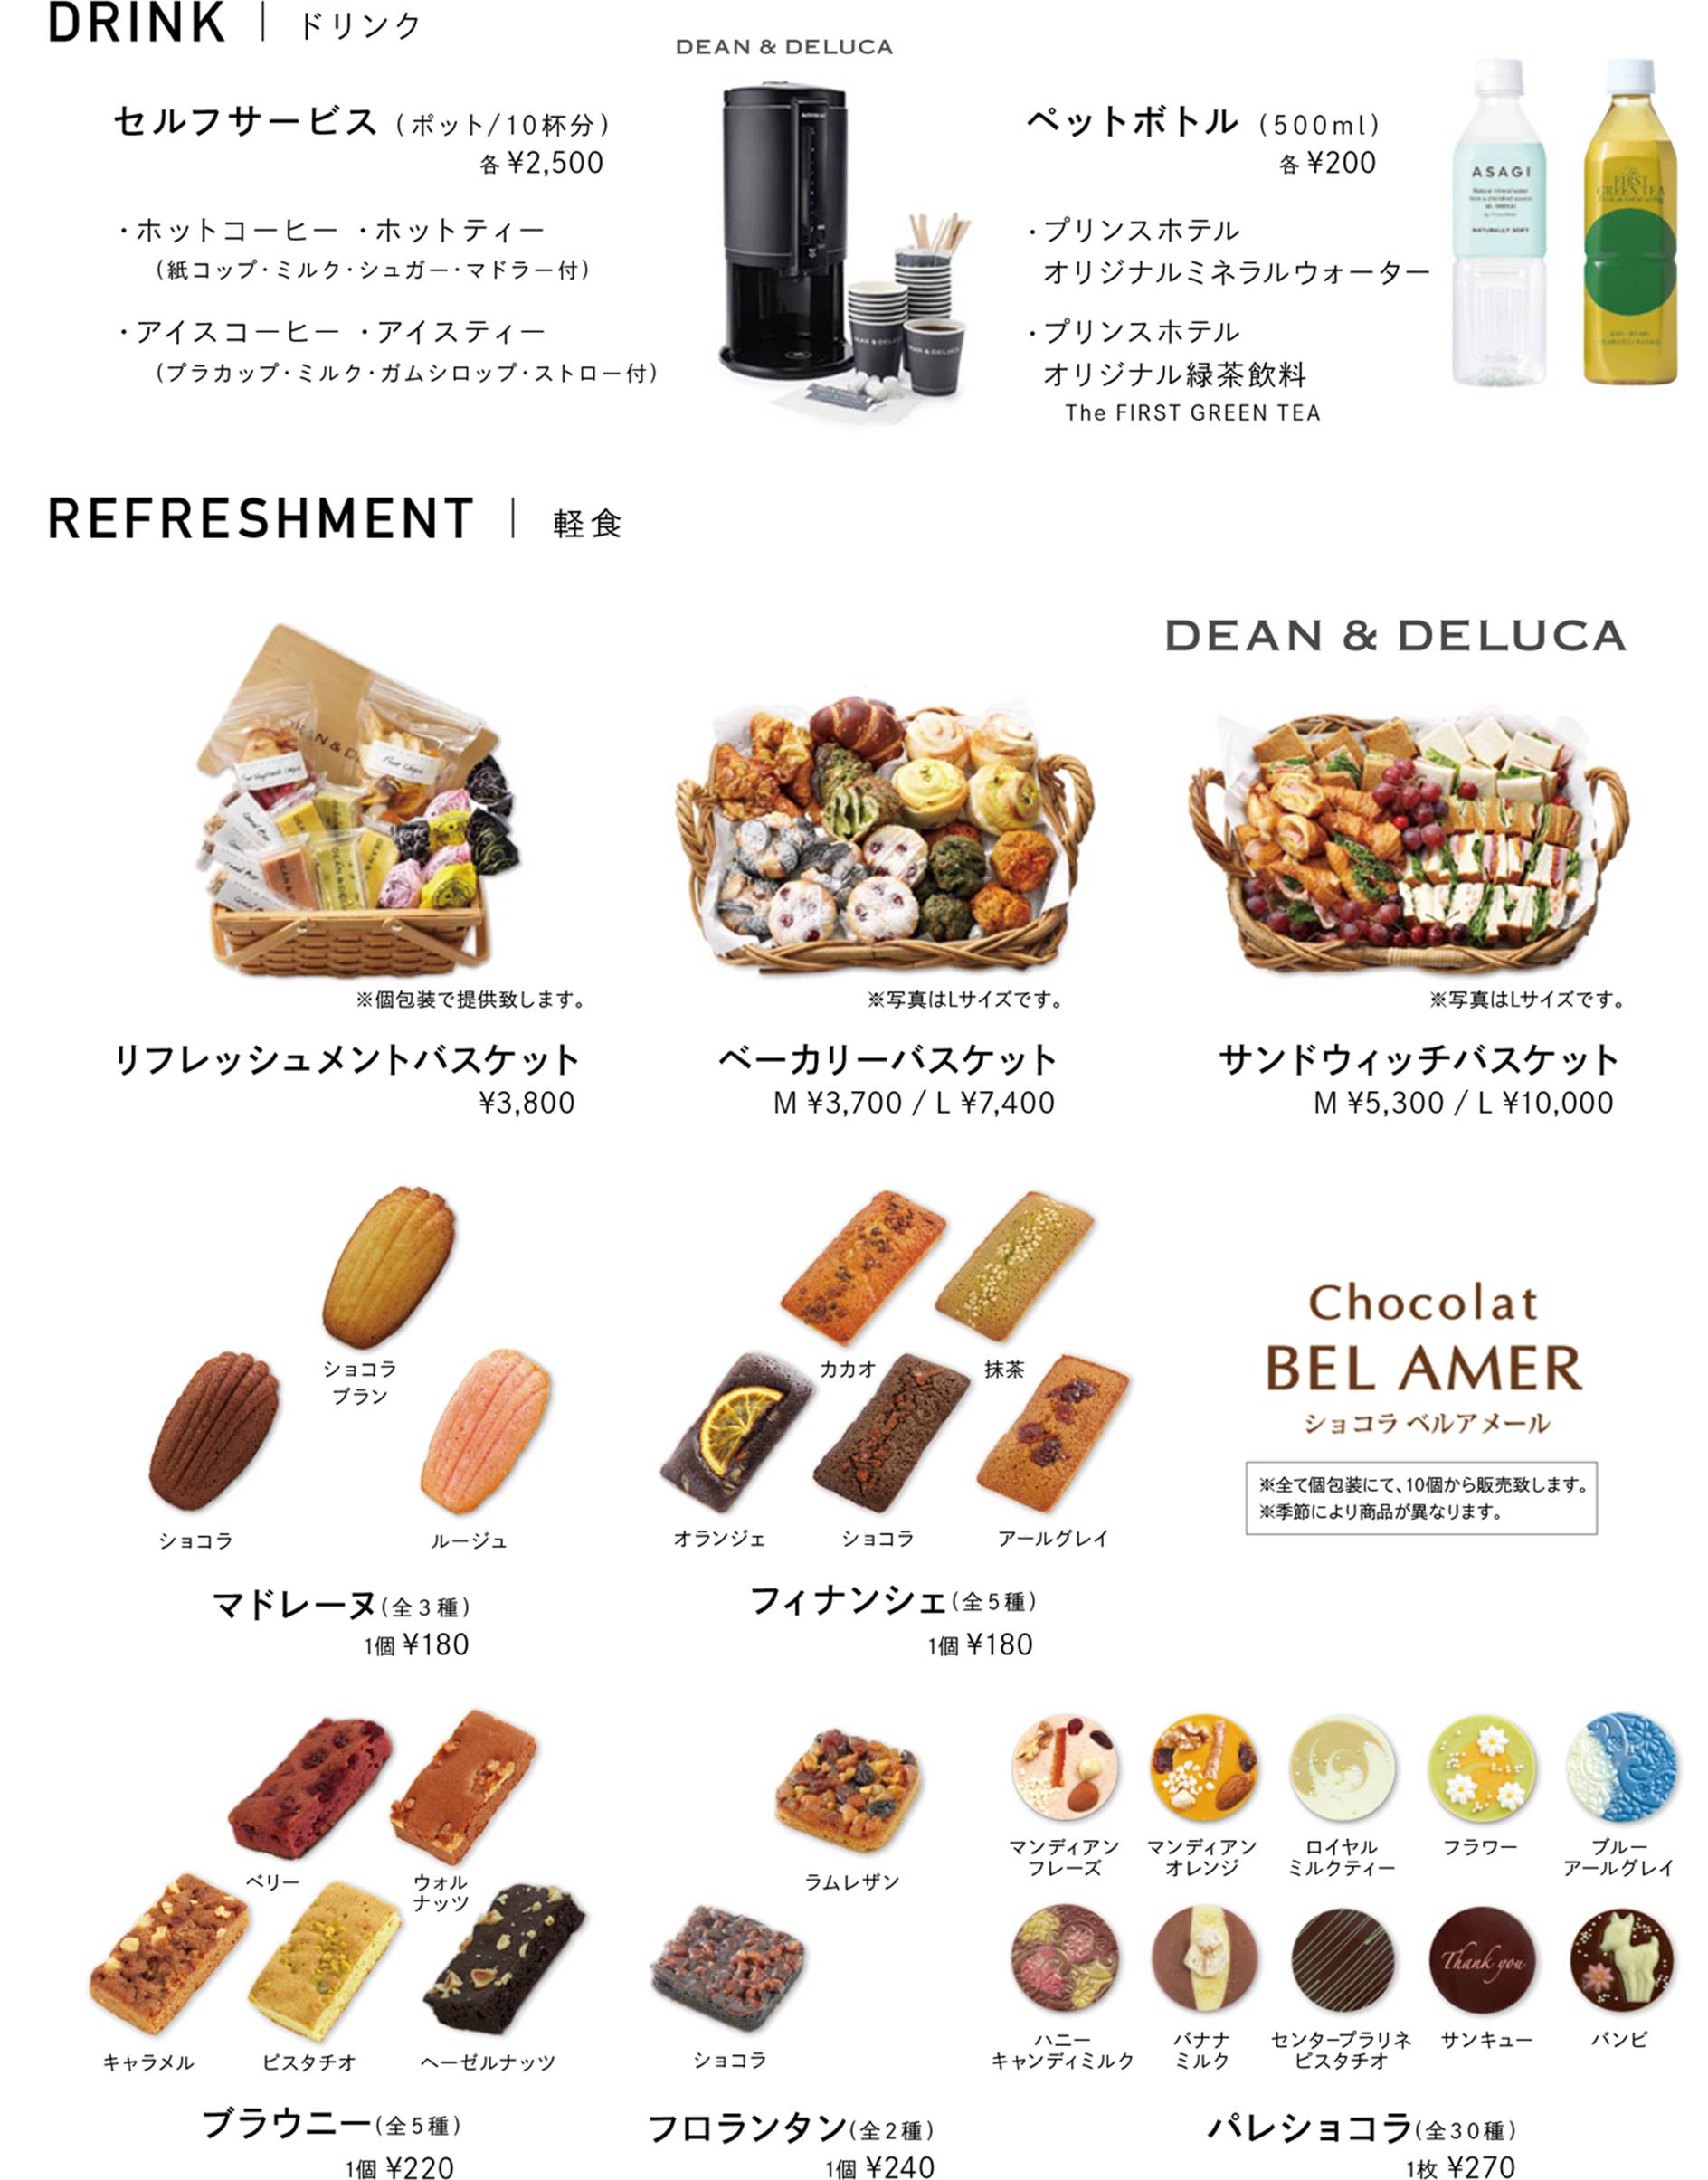 DRINK | ドリンク
DEAN & DELUCA
セルフサービス (ポット/10杯分)
各 ¥2,500
・ホットコーヒー ・ホットティー
(紙コップ・ミルク・シュガー・マドラー付)
・アイスコーヒー ・アイスティー
(プラカップ・ミルク・ガムシロップ・ストロー付)
ペットボトル (500ml)
各 ¥200
・プリンスホテル
オリジナルミネラルウォーター
・プリンスホテル
オリジナル緑茶飲料
The FIRST GREEN TEA
ASAGI
NATURALLY SOFT
The
FIRST
GREEN TEA
REFRESHMENT | 軽食
DEAN & DELUCA
※個包装で提供致します。
リフレッシュメントバスケット
¥3,800
※写真はLサイズです。
ベーカリーバスケット
M ¥3,700 / L ¥7,400
※写真はLサイズです。
サンドウィッチバスケット
M ¥5,300 / L ¥10,000
ショコラ
ブラン
ショコラ
ルージュ
マドレーヌ(全3種)
1個 ¥180
カカオ
抹茶
オランジェ
ショコラ
アールグレイ
フィナンシェ(全5種)
1個 ¥180
Chocolat
BEL AMER
ショコラ ベルアメール
※全て個包装にて、10個から販売致します。
※季節により商品が異なります。
ベリー
ウォル
ナッツ
キャラメル
ピスタチオ
ヘーゼルナッツ
ブラウニー(全5種)
1個 ¥220
ラムレザン
ショコラ
フロランタン(全2種)
1個 ¥240
マンディアン
フレーズ
マンディアン
オレンジ
ロイヤル
ミルクティー
フラワー
ブルー
アールグレイ
Thank you
ハニー
キャンディミルク
バナナ
ミルク
センタープラリネ
ピスタチオ
サンキュー
バンビ
パレショコラ(全30種)
1枚 ¥270